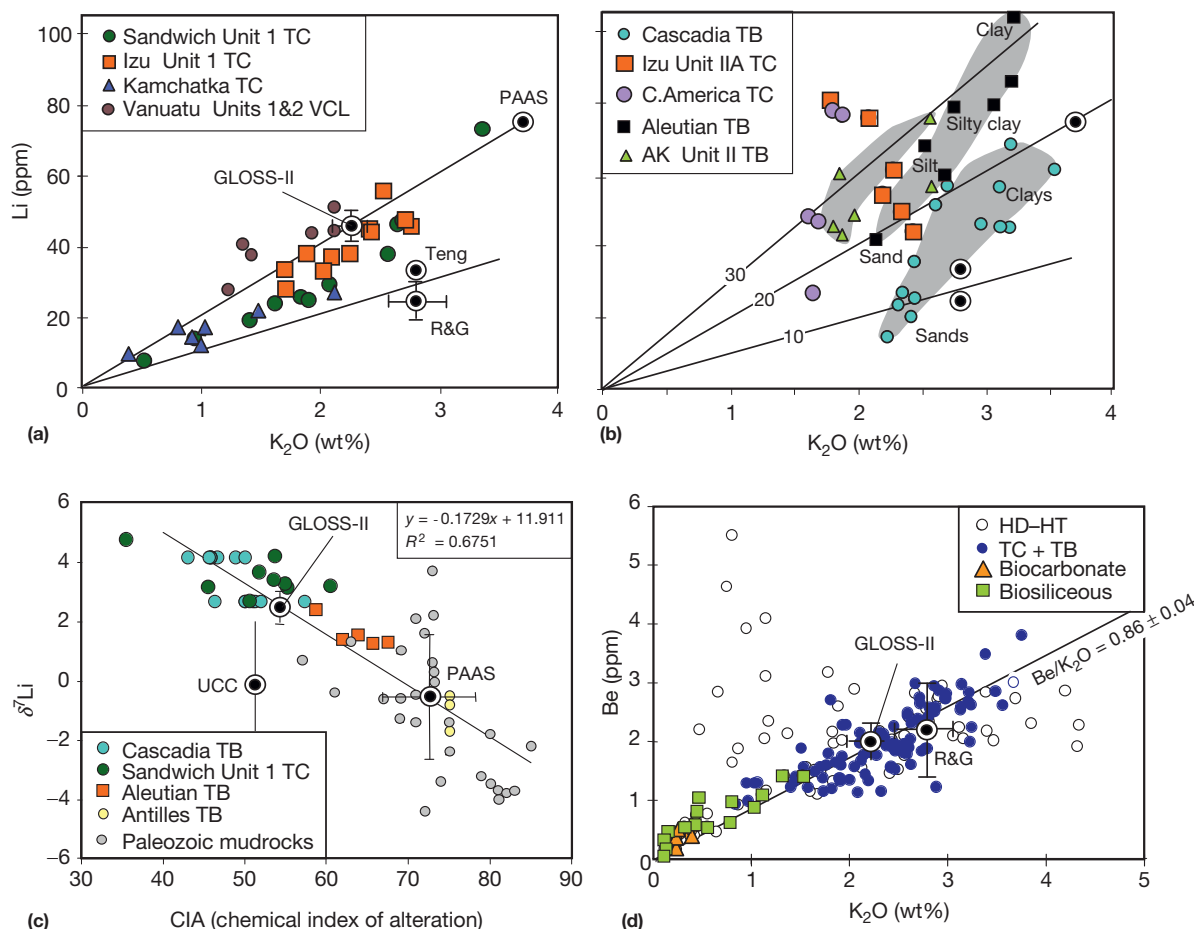 Sandwich Unit 1 TC
Izu Unit 1 TC
Kamchatka TC
Vanuatu Units 1&2 VCL
PAAS
GLOSS-II
Teng
R&G
Li (ppm)
100
80
60
40
20
0
0 1 2 3 4
K₂O (wt%)
(a)
Cascadia TB
Izu Unit IIA TC
C.America TC
Aleutian TB
AK Unit II TB
Clay
Silty clay
Silt
Clays
Sand
Sands
30
20
10
0 1 2 3 4
K₂O (wt%)
(b)
y = -0.1729x + 11.911
R² = 0.6751
GLOSS-II
UCC
PAAS
Cascadia TB
Sandwich Unit 1 TC
Aleutian TB
Antilles TB
Paleozoic mudrocks
δ⁷Li
6
4
2
0
−2
−4
−6
30 40 50 60 70 80 90
CIA (chemical index of alteration)
(c)
HD–HT
TC + TB
Biocarbonate
Biosiliceous
GLOSS-II
Be/K₂O = 0.86 ± 0.04
R&G
Be (ppm)
6
5
4
3
2
1
0
0 1 2 3 4 5
K₂O (wt%)
(d)